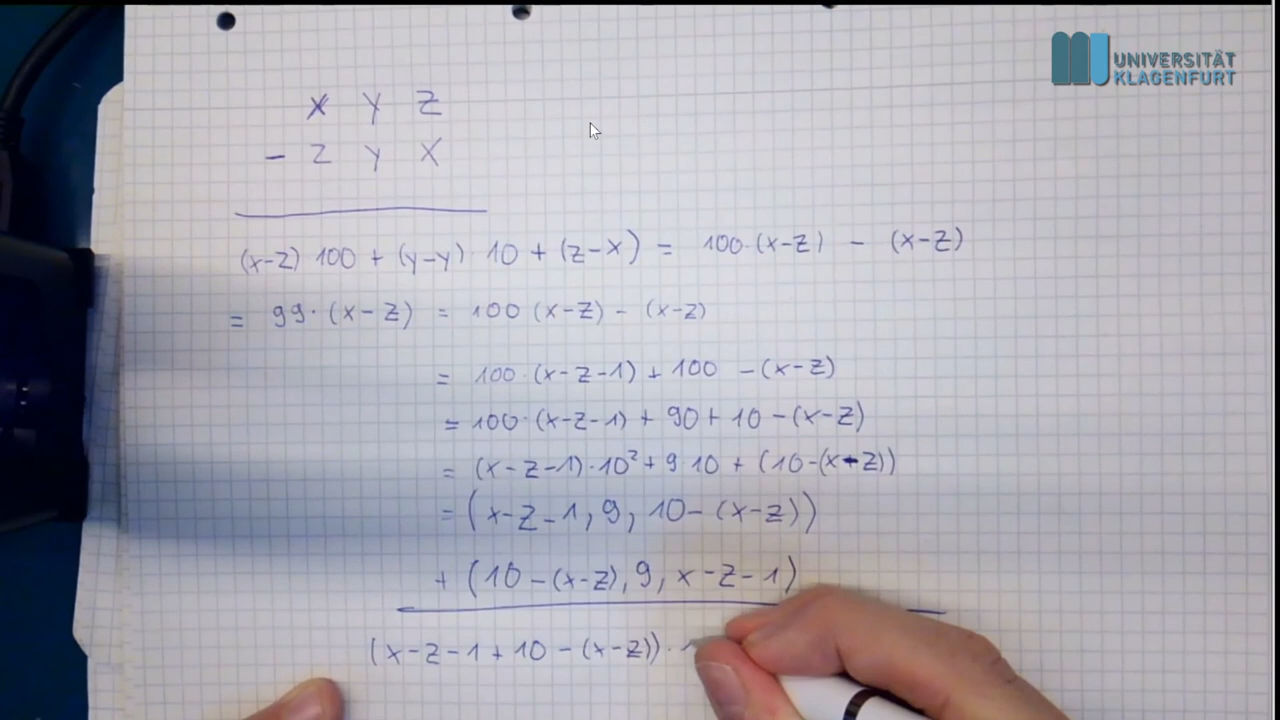 UNIVERSITÄT
KLAGENFURT
x y z
- z y x
(x-z) 100 + (y-y) · 10 + (z-x) = 100·(x-z) - (x-z)
= 99·(x-z) = 100 (x-z) - (x-z)
= 100·(x-z-1) + 100 -(x-z)
= 100·(x-z-1) + 90 + 10 -(x-z)
= (x-z-1)·10² + 9 10 + (10-(x-z))
= (x-z-1, 9, 10-(x-z))
+ (10-(x-z), 9, x-z-1)
(x-z-1 + 10 -(x-z)) ·